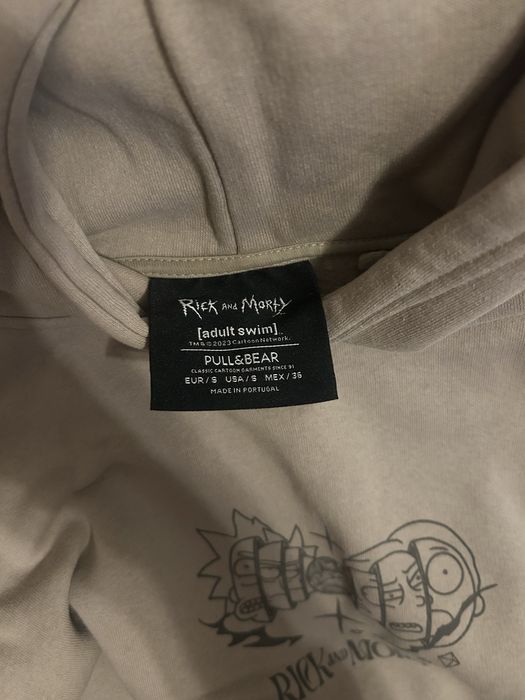 RICK AND MORTY
[adult swim]™
TM & © 2023 Cartoon Network.
PULL&BEAR
CLASSIC CARTOON GARMENTS SINCE 91
EUR/S USA/S MEX/36
MADE IN PORTUGAL
RICK AND